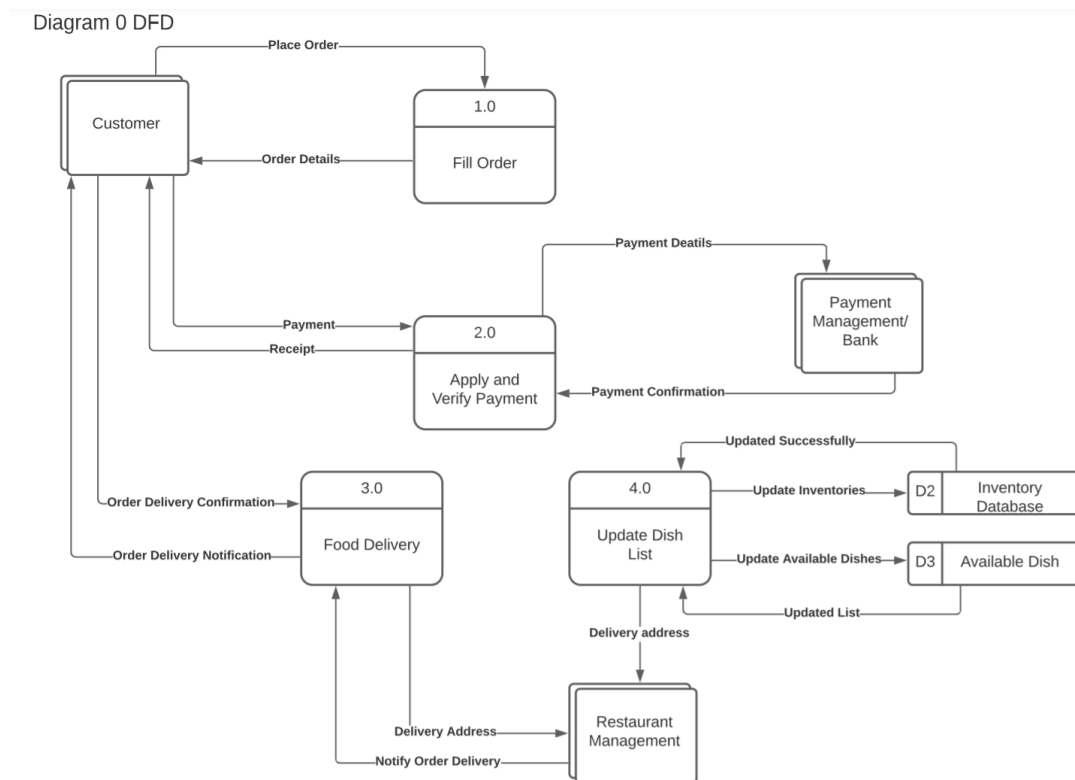 Diagram 0 DFD
Place Order
Customer
1.0
Fill Order
Order Details
Payment Deatils
Payment
Management/
Bank
Payment
Receipt
2.0
Apply and
Verify Payment
Payment Confirmation
Updated Successfully
3.0
Food Delivery
Order Delivery Confirmation
Order Delivery Notification
4.0
Update Dish
List
Update Inventories
D2
Inventory
Database
Update Available Dishes
D3
Available Dish
Updated List
Delivery address
Delivery Address
Notify Order Delivery
Restaurant
Management